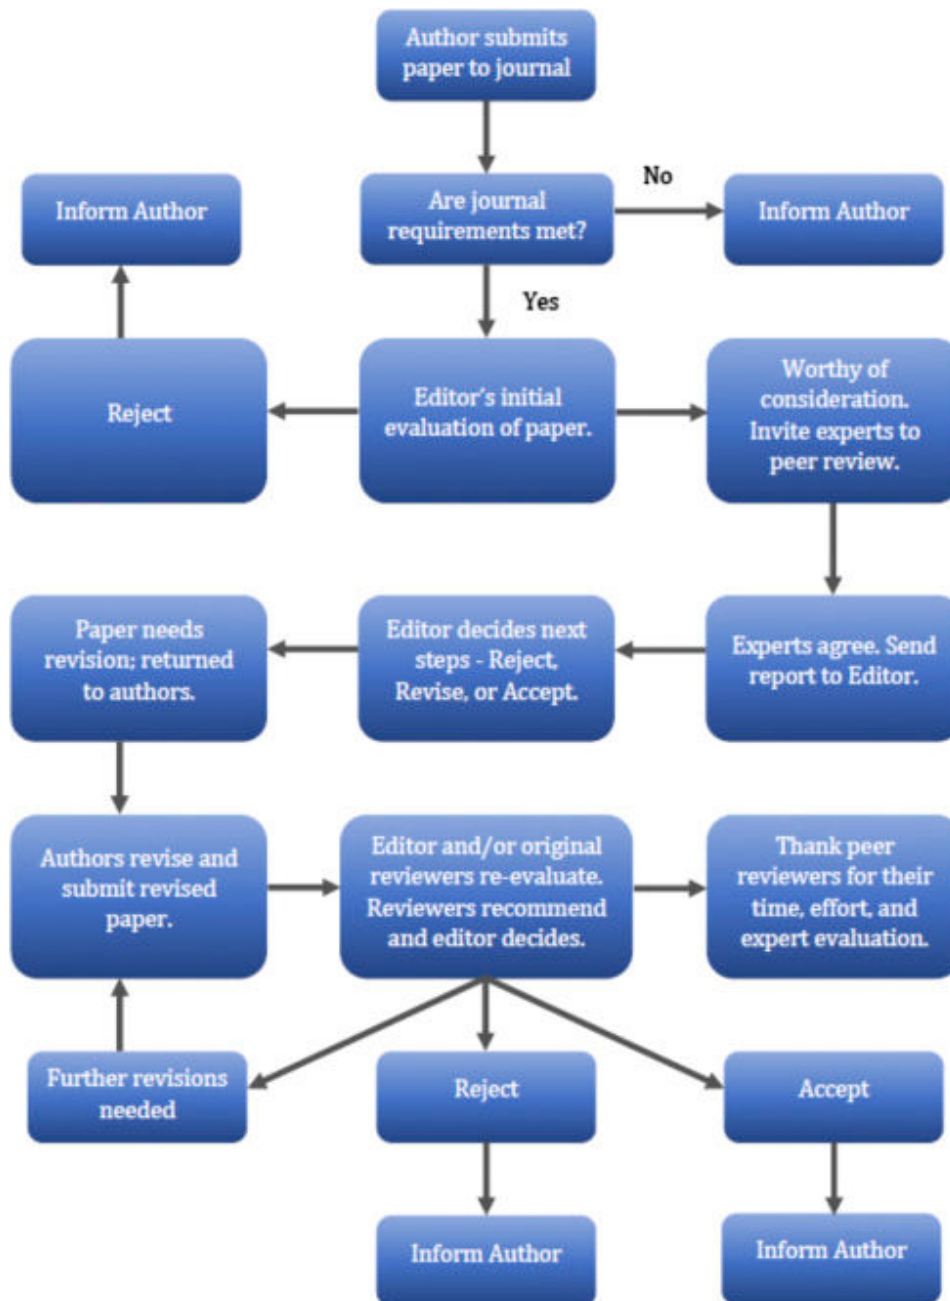 Author submits
paper to journal
No
Inform Author
Are journal
requirements met?
Inform Author
Yes
Reject
Editor's initial
evaluation of paper.
Worthy of
consideration.
Invite experts to
peer review.
Paper needs
revision; returned
to authors.
Editor decides next
steps - Reject,
Revise, or Accept.
Experts agree. Send
report to Editor.
Authors revise and
submit revised
paper.
Editor and/or original
reviewers re-evaluate.
Reviewers recommend
and editor decides.
Thank peer
reviewers for their
time, effort, and
expert evaluation.
Further revisions
needed
Reject
Accept
Inform Author
Inform Author